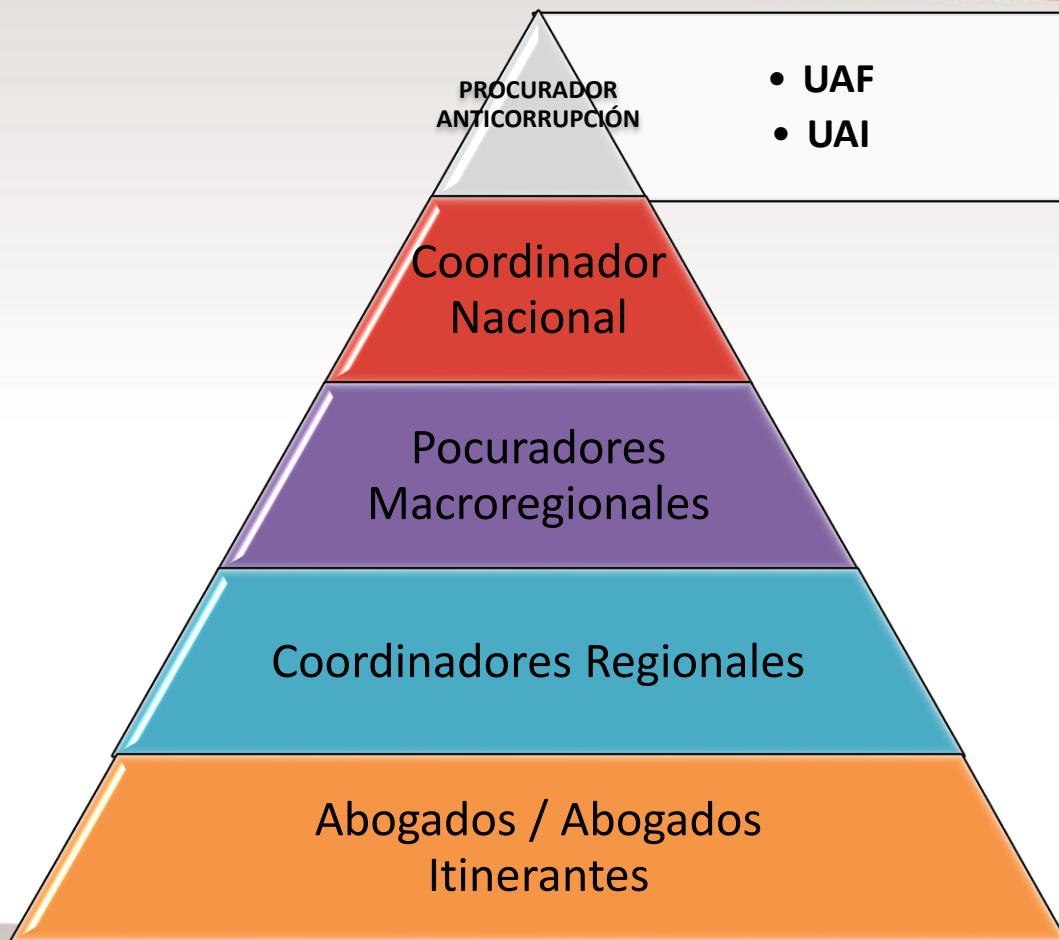 PROCURADOR
ANTICORRUPCIÓN
• UAF
• UAI
Coordinador
Nacional
Pocuradores
Macroregionales
Coordinadores Regionales
Abogados / Abogados
Itinerantes